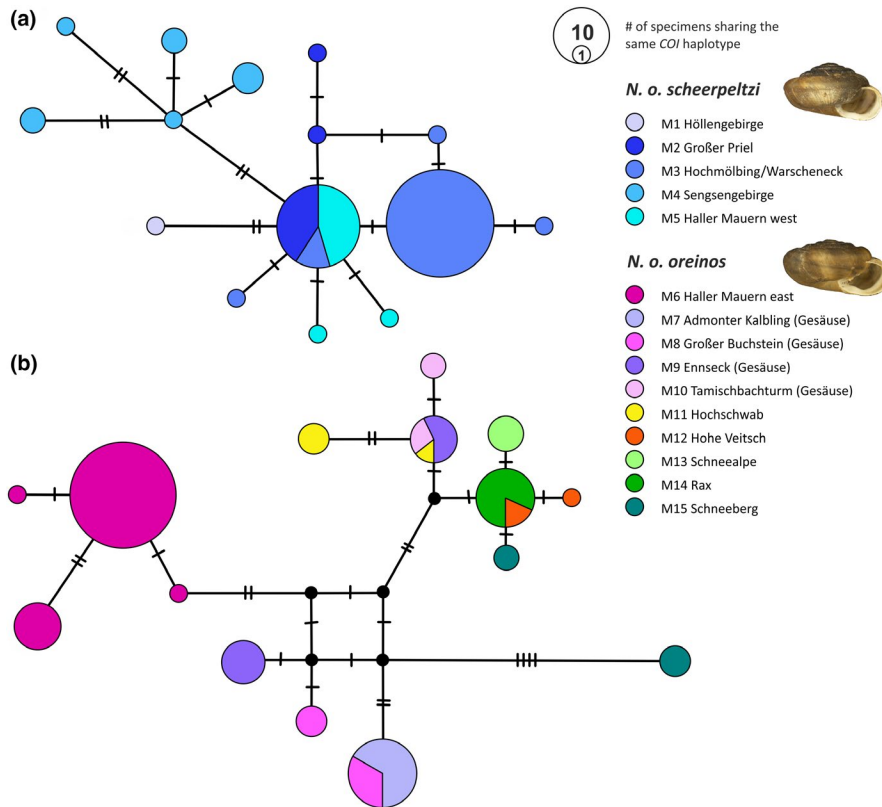 (a)
10
1
# of specimens sharing the
same COI haplotype
N. o. scheerpeltzi
M1 Höllengebirge
M2 Großer Priel
M3 Hochmölbing/Warscheneck
M4 Sengsengebirge
M5 Haller Mauern west
N. o. oreinos
M6 Haller Mauern east
M7 Admonter Kalbling (Gesäuse)
M8 Großer Buchstein (Gesäuse)
M9 Ennseck (Gesäuse)
M10 Tamischbachturm (Gesäuse)
M11 Hochschwab
M12 Hohe Veitsch
M13 Schneealpe
M14 Rax
M15 Schneeberg
(b)